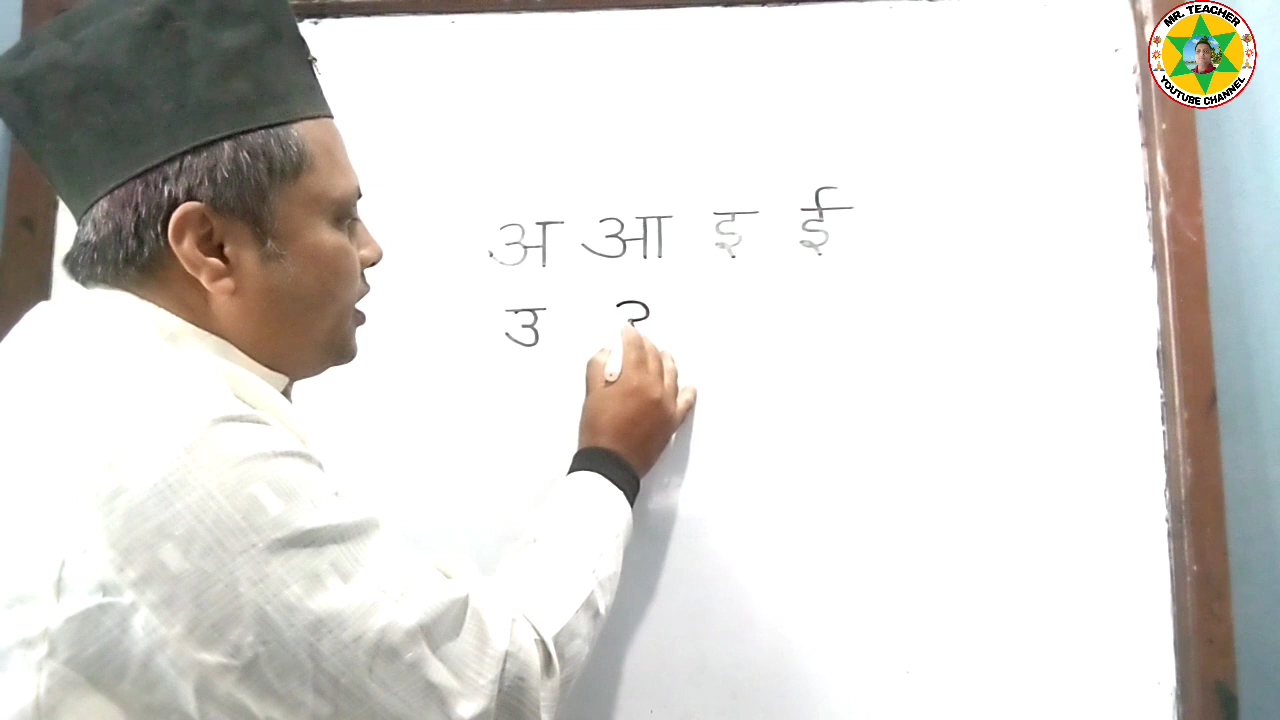 MR. TEACHER
YOUTUBE CHANNEL
अ आ इ ई
उ